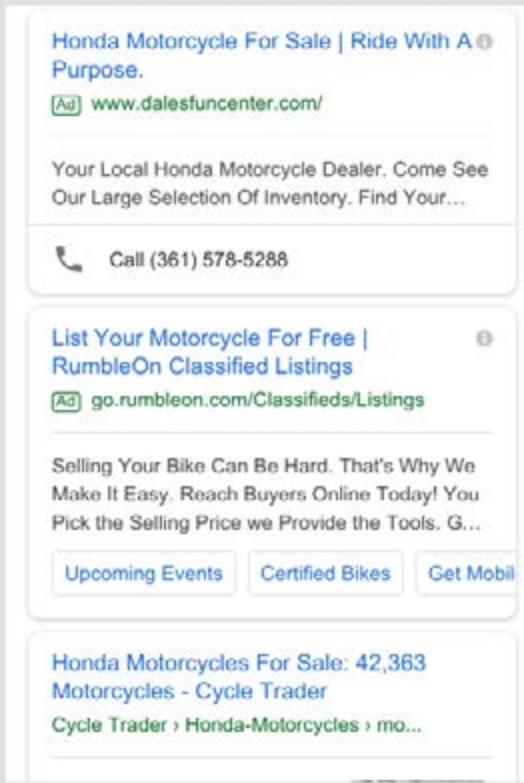 Honda Motorcycle For Sale | Ride With A
Purpose.
Ad www.dalesfuncenter.com/
Your Local Honda Motorcycle Dealer. Come See
Our Large Selection Of Inventory. Find Your...
Call (361) 578-5288
List Your Motorcycle For Free |
RumbleOn Classified Listings
Ad go.rumbleon.com/Classifieds/Listings
Selling Your Bike Can Be Hard. That's Why We
Make It Easy. Reach Buyers Online Today! You
Pick the Selling Price we Provide the Tools. G...
Upcoming Events Certified Bikes Get Mobil
Honda Motorcycles For Sale: 42,363
Motorcycles - Cycle Trader
Cycle Trader › Honda-Motorcycles › mo...